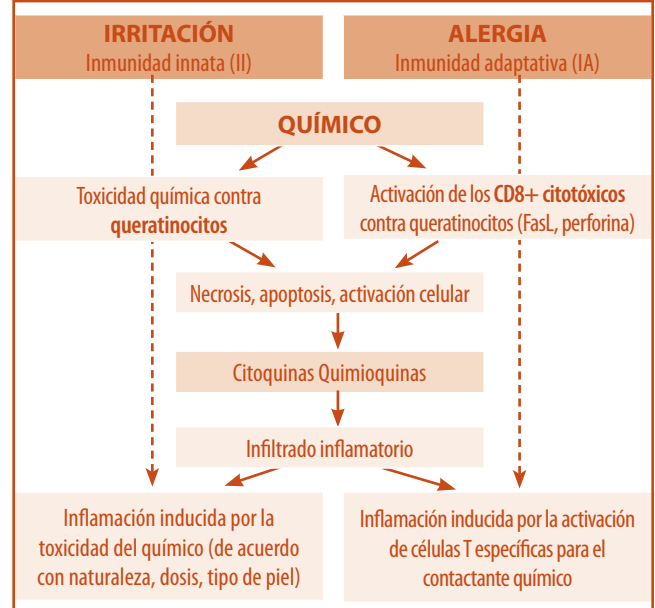 IRRITACIÓN
Inmunidad innata (II)
ALERGIA
Inmunidad adaptativa (IA)
QUÍMICO
Toxicidad química contra
queratinocitos
Activación de los CD8+ citotóxicos
contra queratinocitos (FasL, perforina)
Necrosis, apoptosis, activación celular
Citoquinas Quimioquinas
Infiltrado inflamatorio
Inflamación inducida por la
toxicidad del químico (de acuerdo
con naturaleza, dosis, tipo de piel)
Inflamación inducida por la activación
de células T específicas para el
contactante químico